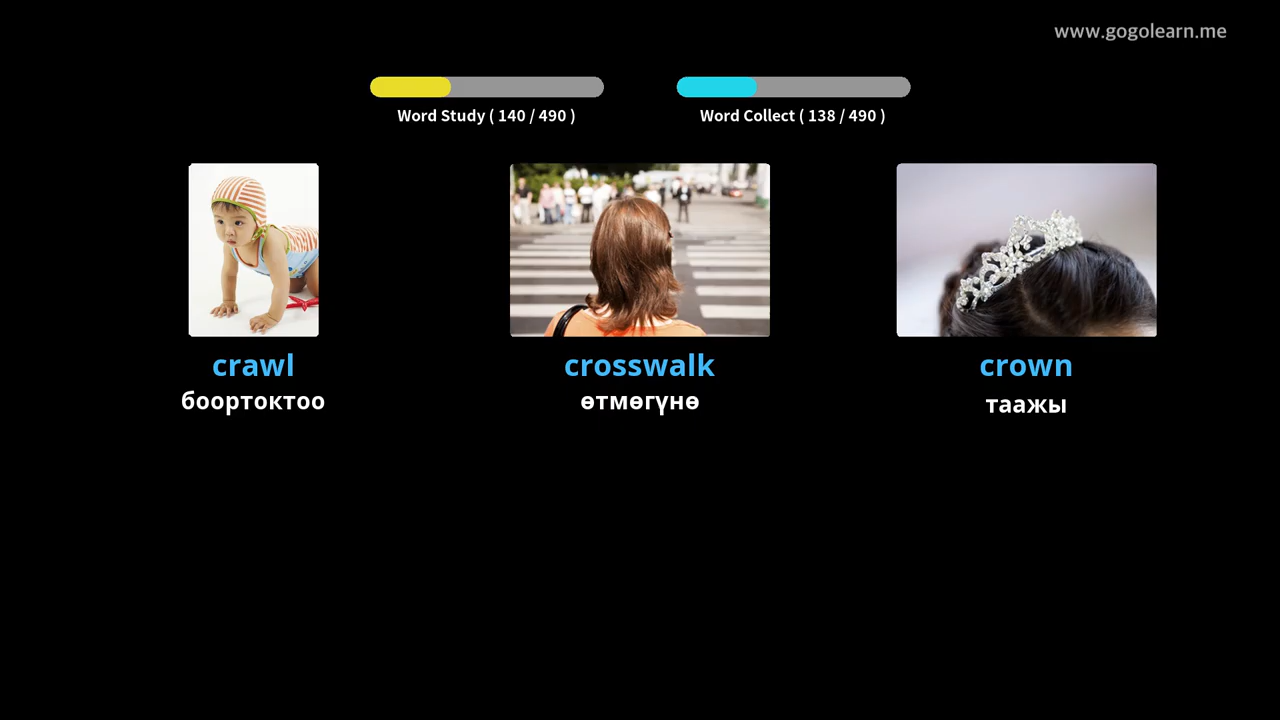 www.gogolearn.me
Word Study ( 140 / 490 )
Word Collect ( 138 / 490 )
crawl
боортоктоо
crosswalk
өтмөгүнө
crown
таажы